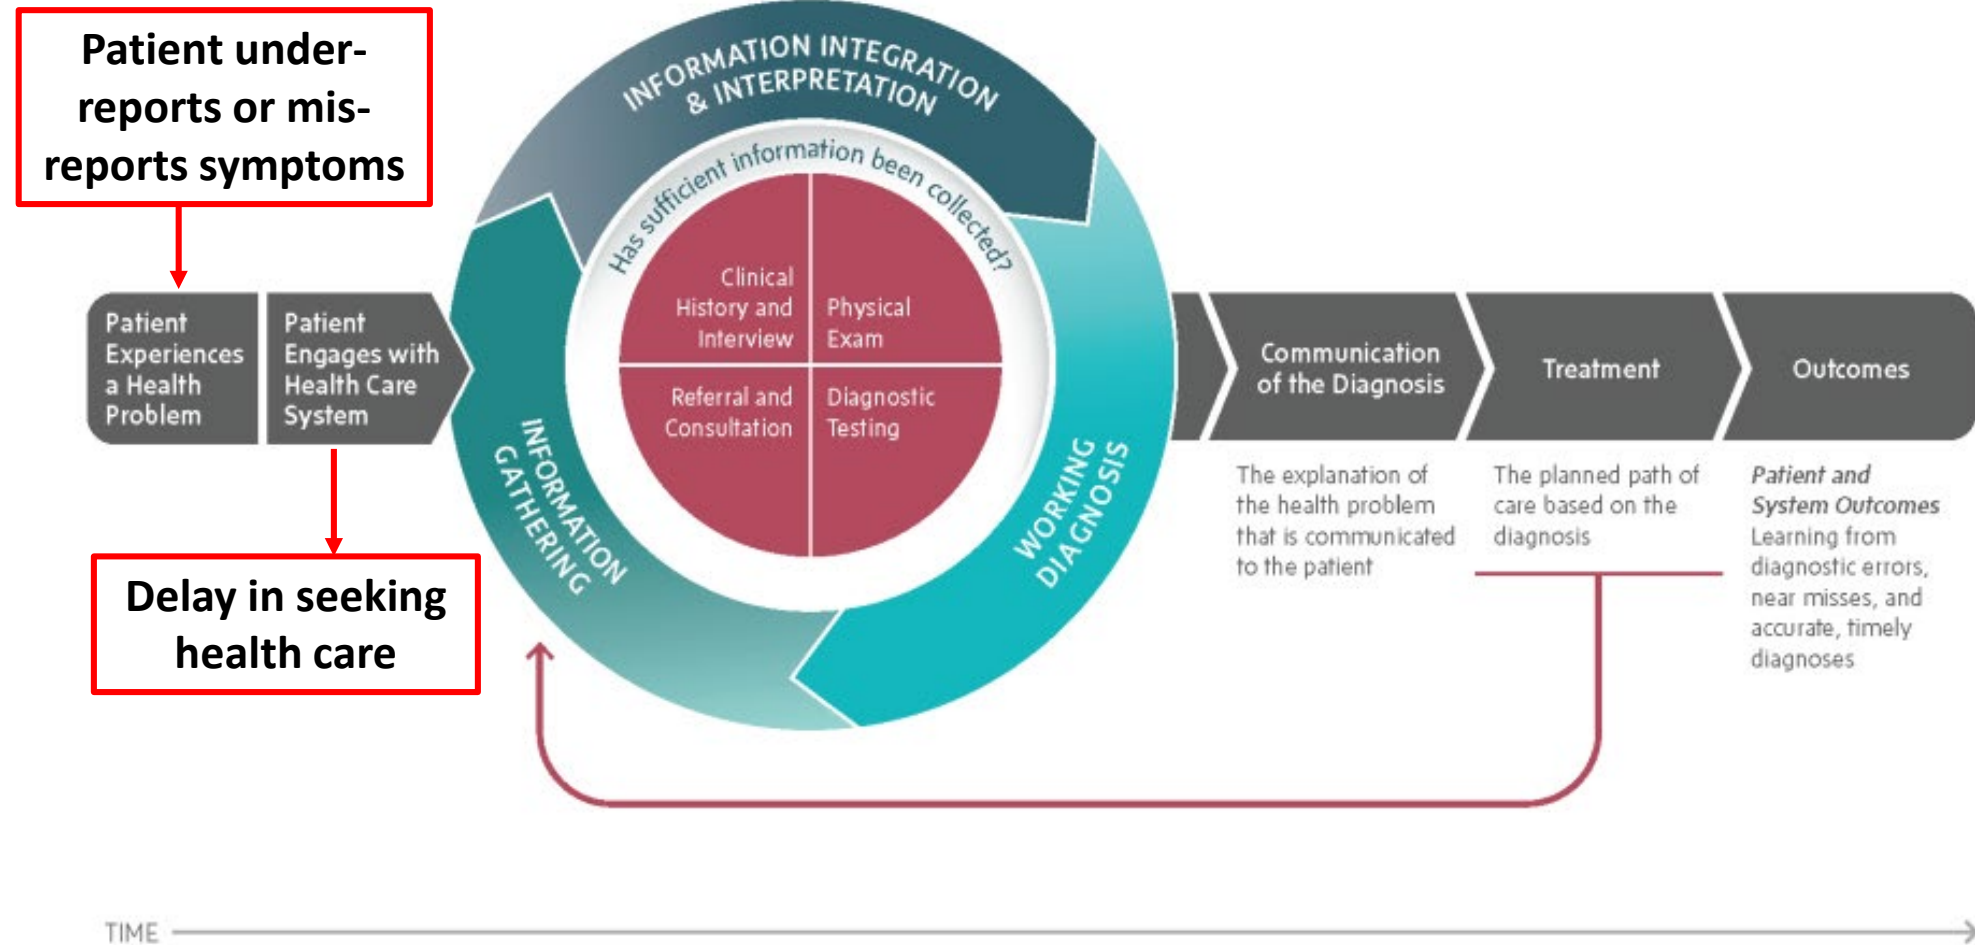 Patient under-
reports or mis-
reports symptoms
INFORMATION INTEGRATION
& INTERPRETATION
Has sufficient information been collected?
Clinical
History and
Interview
Physical
Exam
Referral and
Consultation
Diagnostic
Testing
Patient
Experiences
a Health
Problem
Patient
Engages with
Health Care
System
INFORMATION
GATHERING
WORKING
DIAGNOSIS
Communication
of the Diagnosis
Treatment
Outcomes
Delay in seeking
health care
The explanation of
the health problem
that is communicated
to the patient
The planned path of
care based on the
diagnosis
Patient and
System Outcomes
Learning from
diagnostic errors,
near misses, and
accurate, timely
diagnoses
TIME